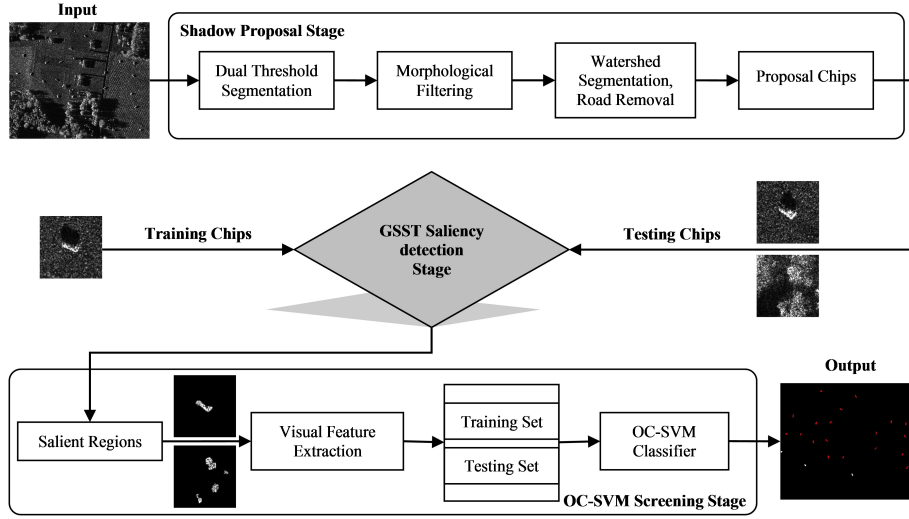 Input
Shadow Proposal Stage
Dual Threshold
Segmentation
Morphological
Filtering
Watershed
Segmentation,
Road Removal
Proposal Chips
Training Chips
GSST Saliency
detection
Stage
Testing Chips
Output
Salient Regions
Visual Feature
Extraction
Training Set
Testing Set
OC-SVM
Classifier
OC-SVM Screening Stage